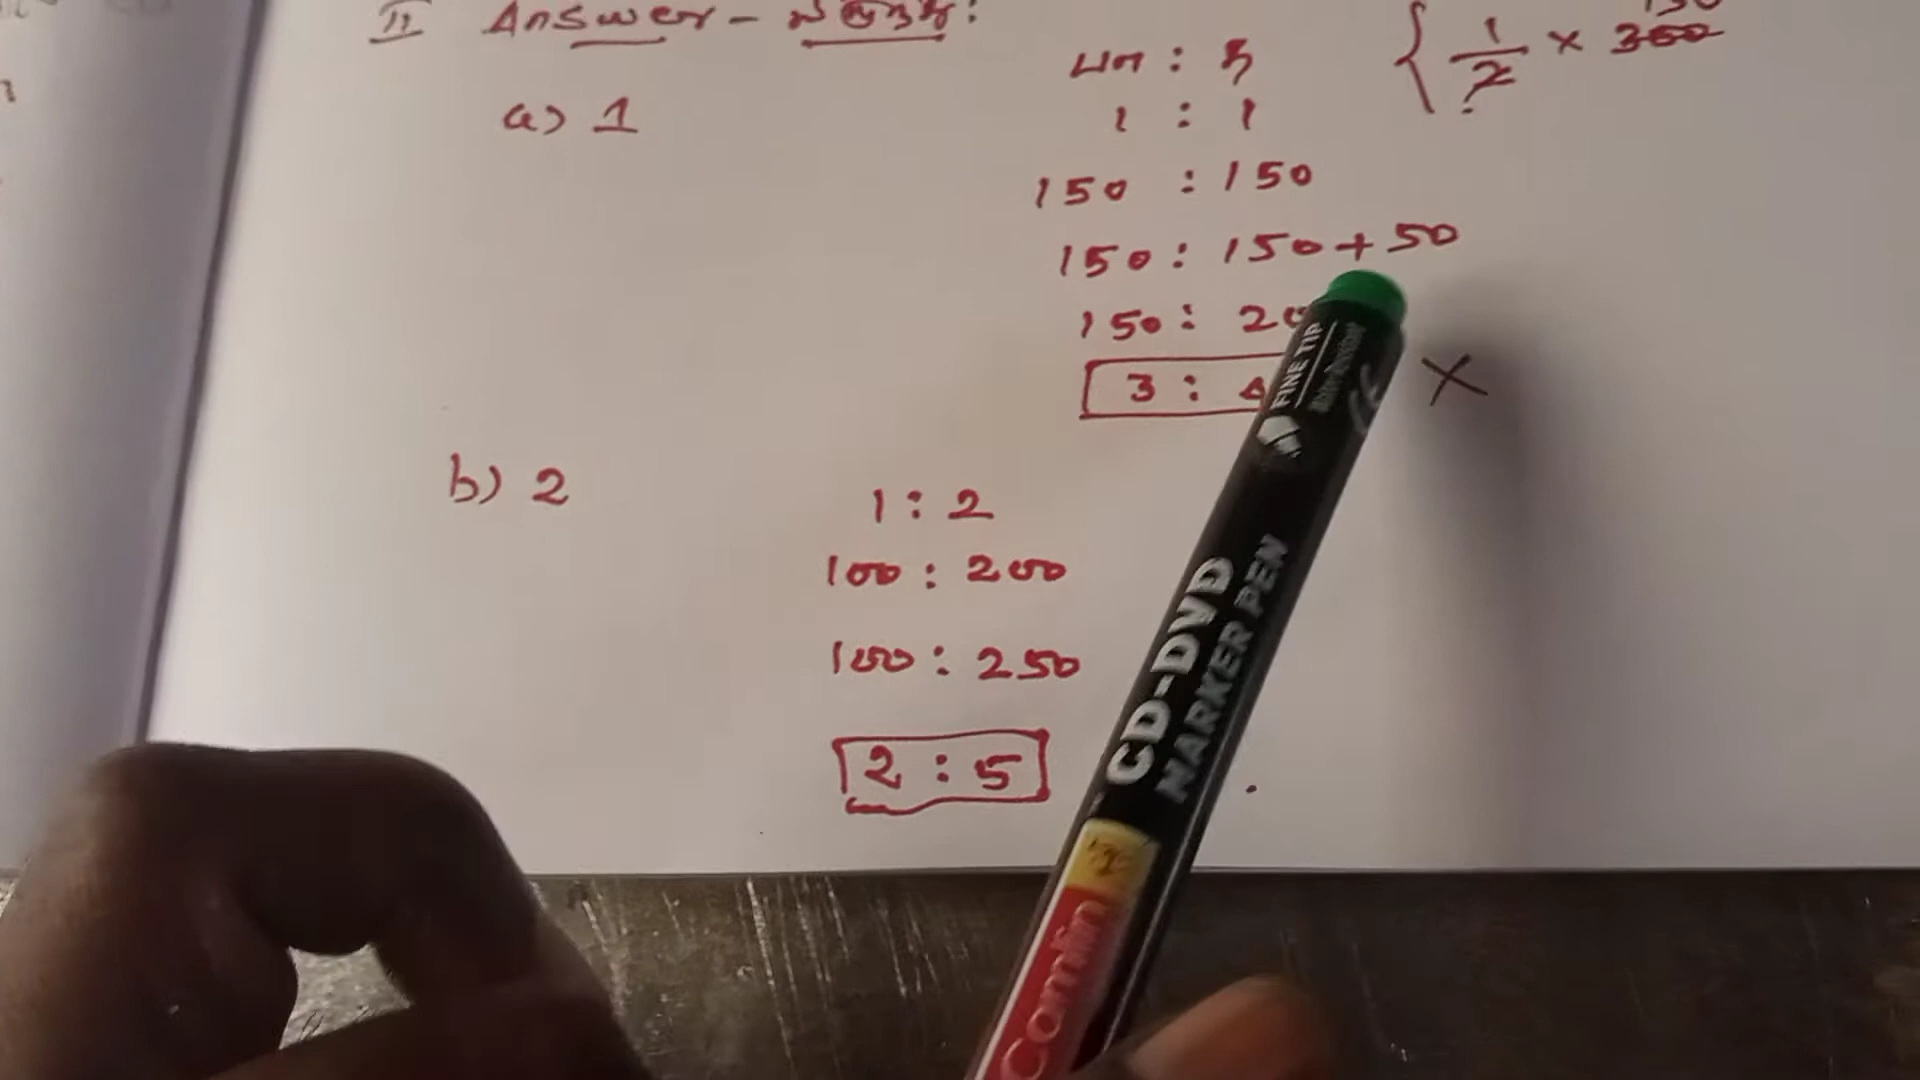 II Answer -
பா : நீ
{ 1/2 × 300
150
a) 1
1 : 1
150 : 150
150 : 150 + 50
150 : 20
3 : 4 ×
b) 2
1 : 2
100 : 200
100 : 250
2 : 5
FINE TIP
CD-DVD
MARKER PEN